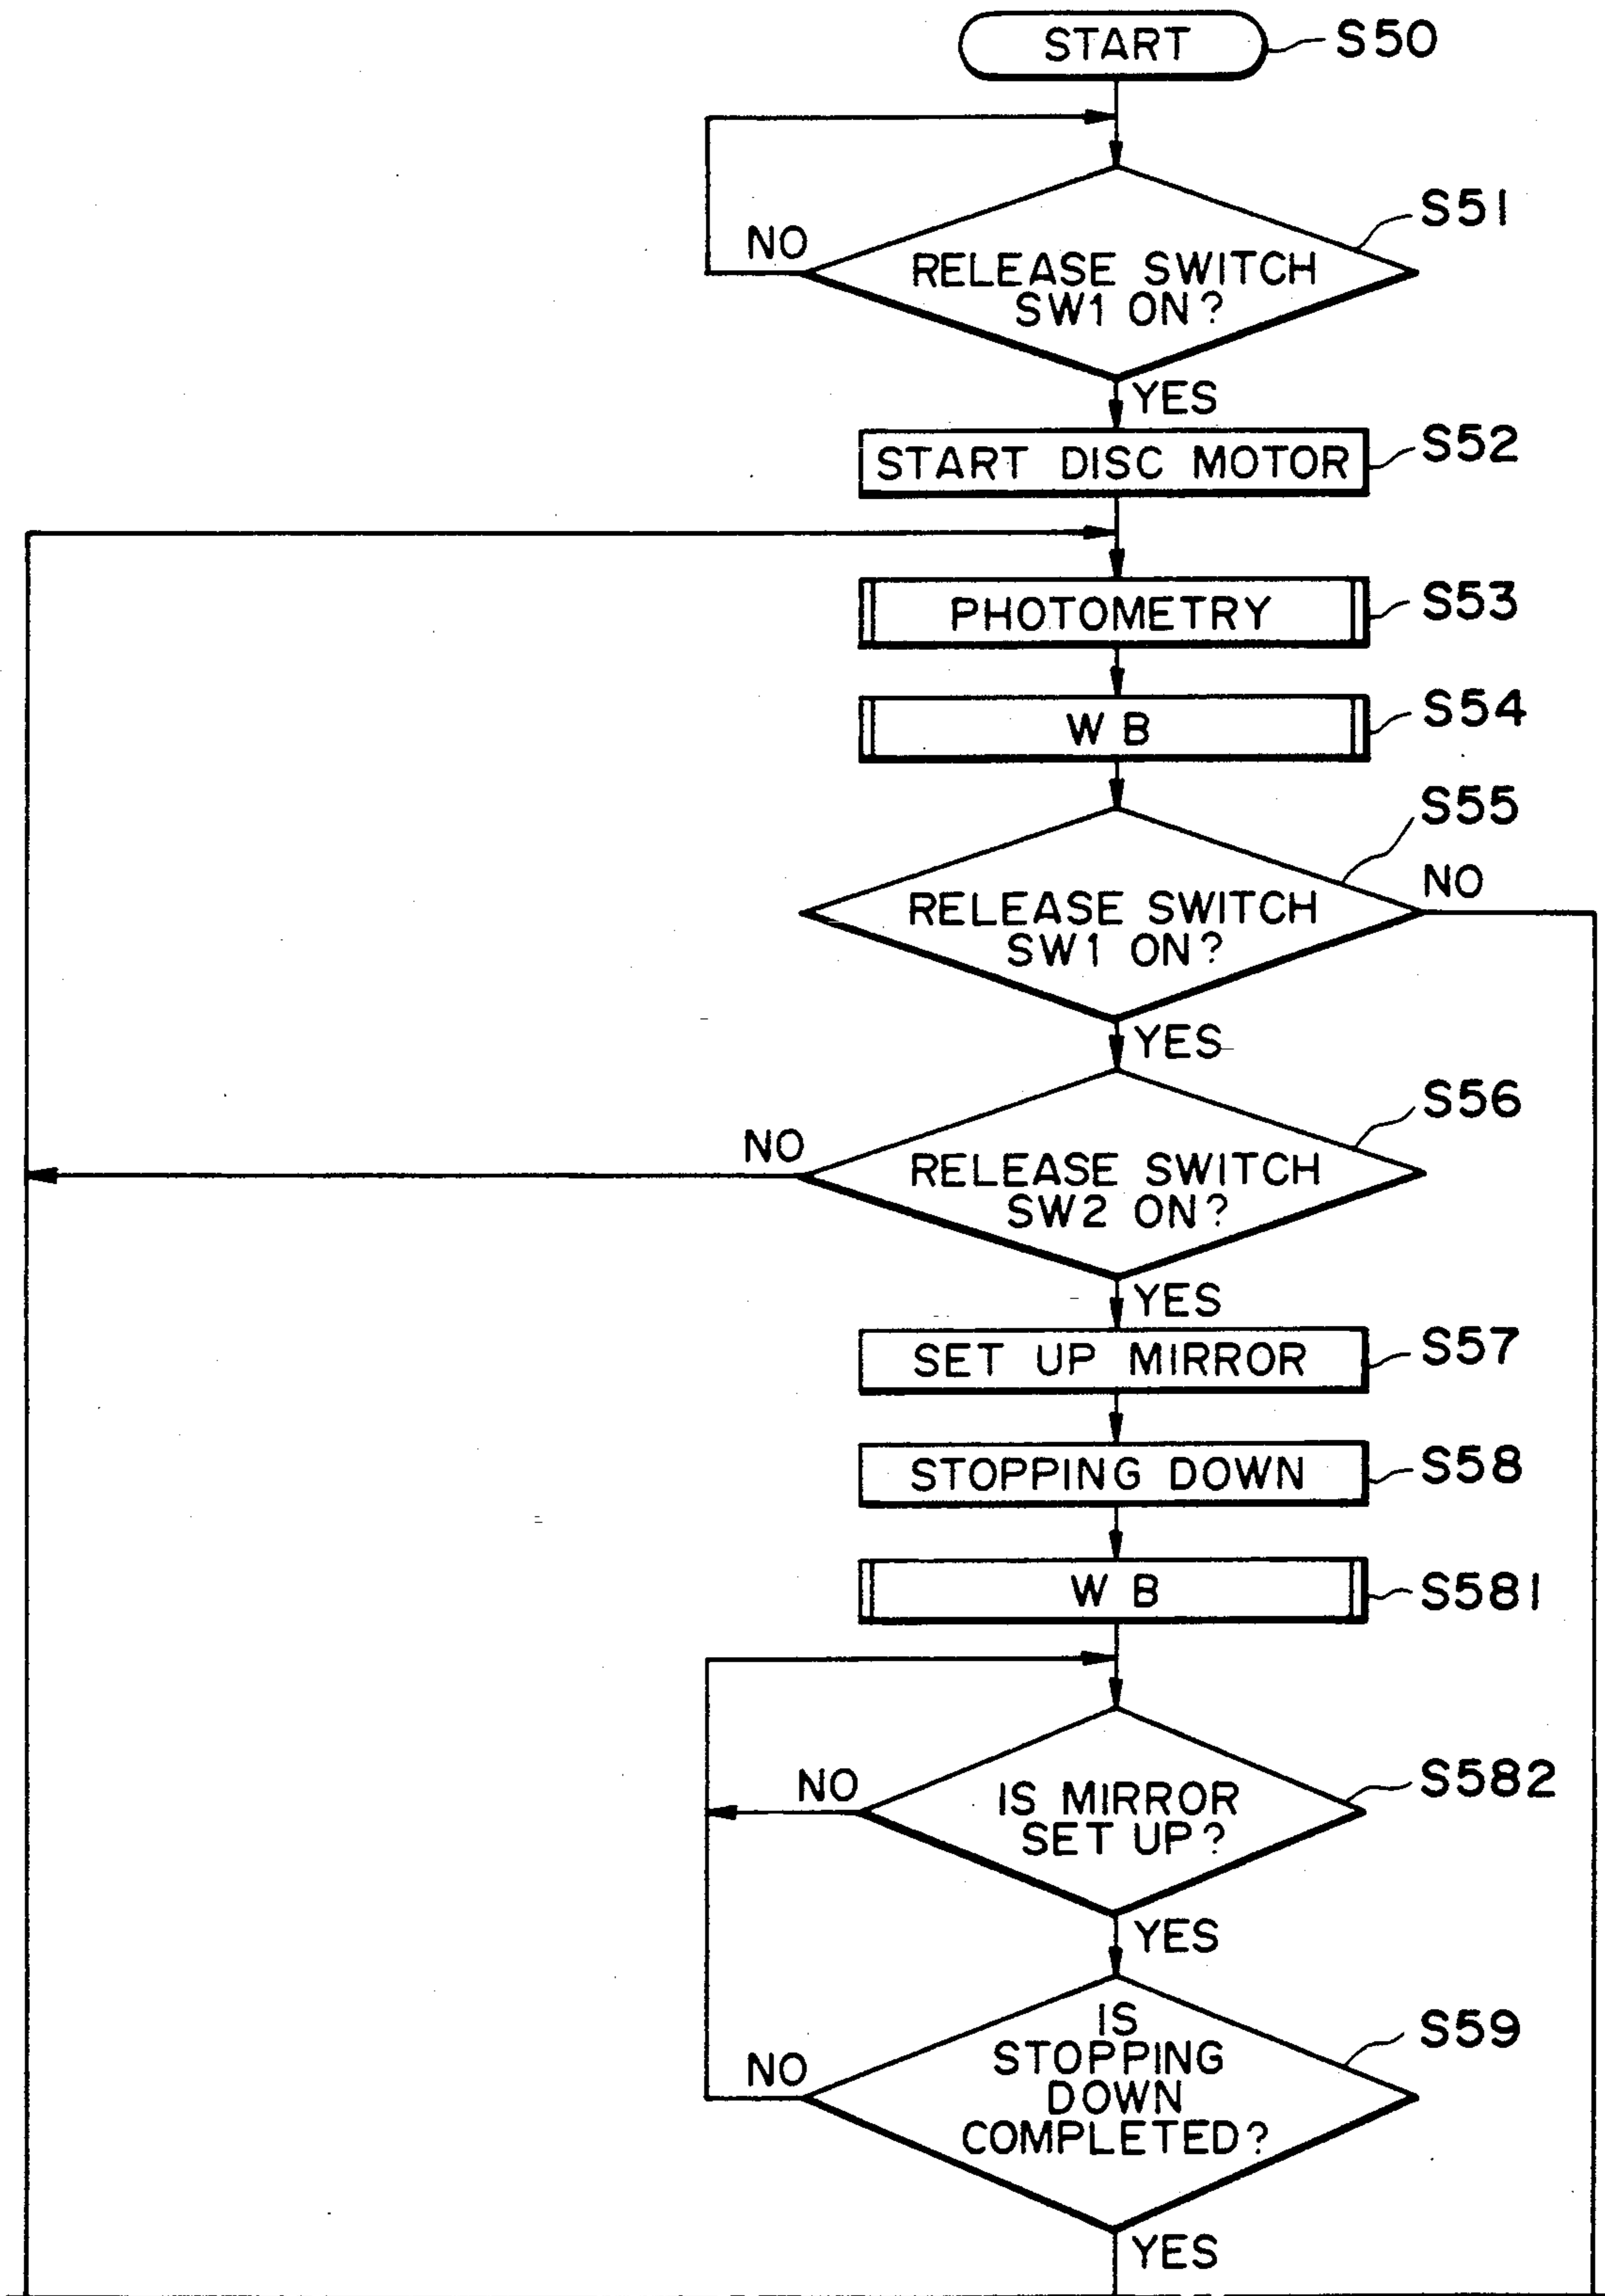 START
S50
S51
NO
RELEASE SWITCH
SW1 ON?
YES
START DISC MOTOR
S52
PHOTOMETRY
S53
W B
S54
S55
NO
RELEASE SWITCH
SW1 ON?
YES
S56
NO
RELEASE SWITCH
SW2 ON?
YES
SET UP MIRROR
S57
STOPPING DOWN
S58
W B
S581
S582
NO
IS MIRROR
SET UP?
YES
S59
NO
IS
STOPPING
DOWN
COMPLETED?
YES